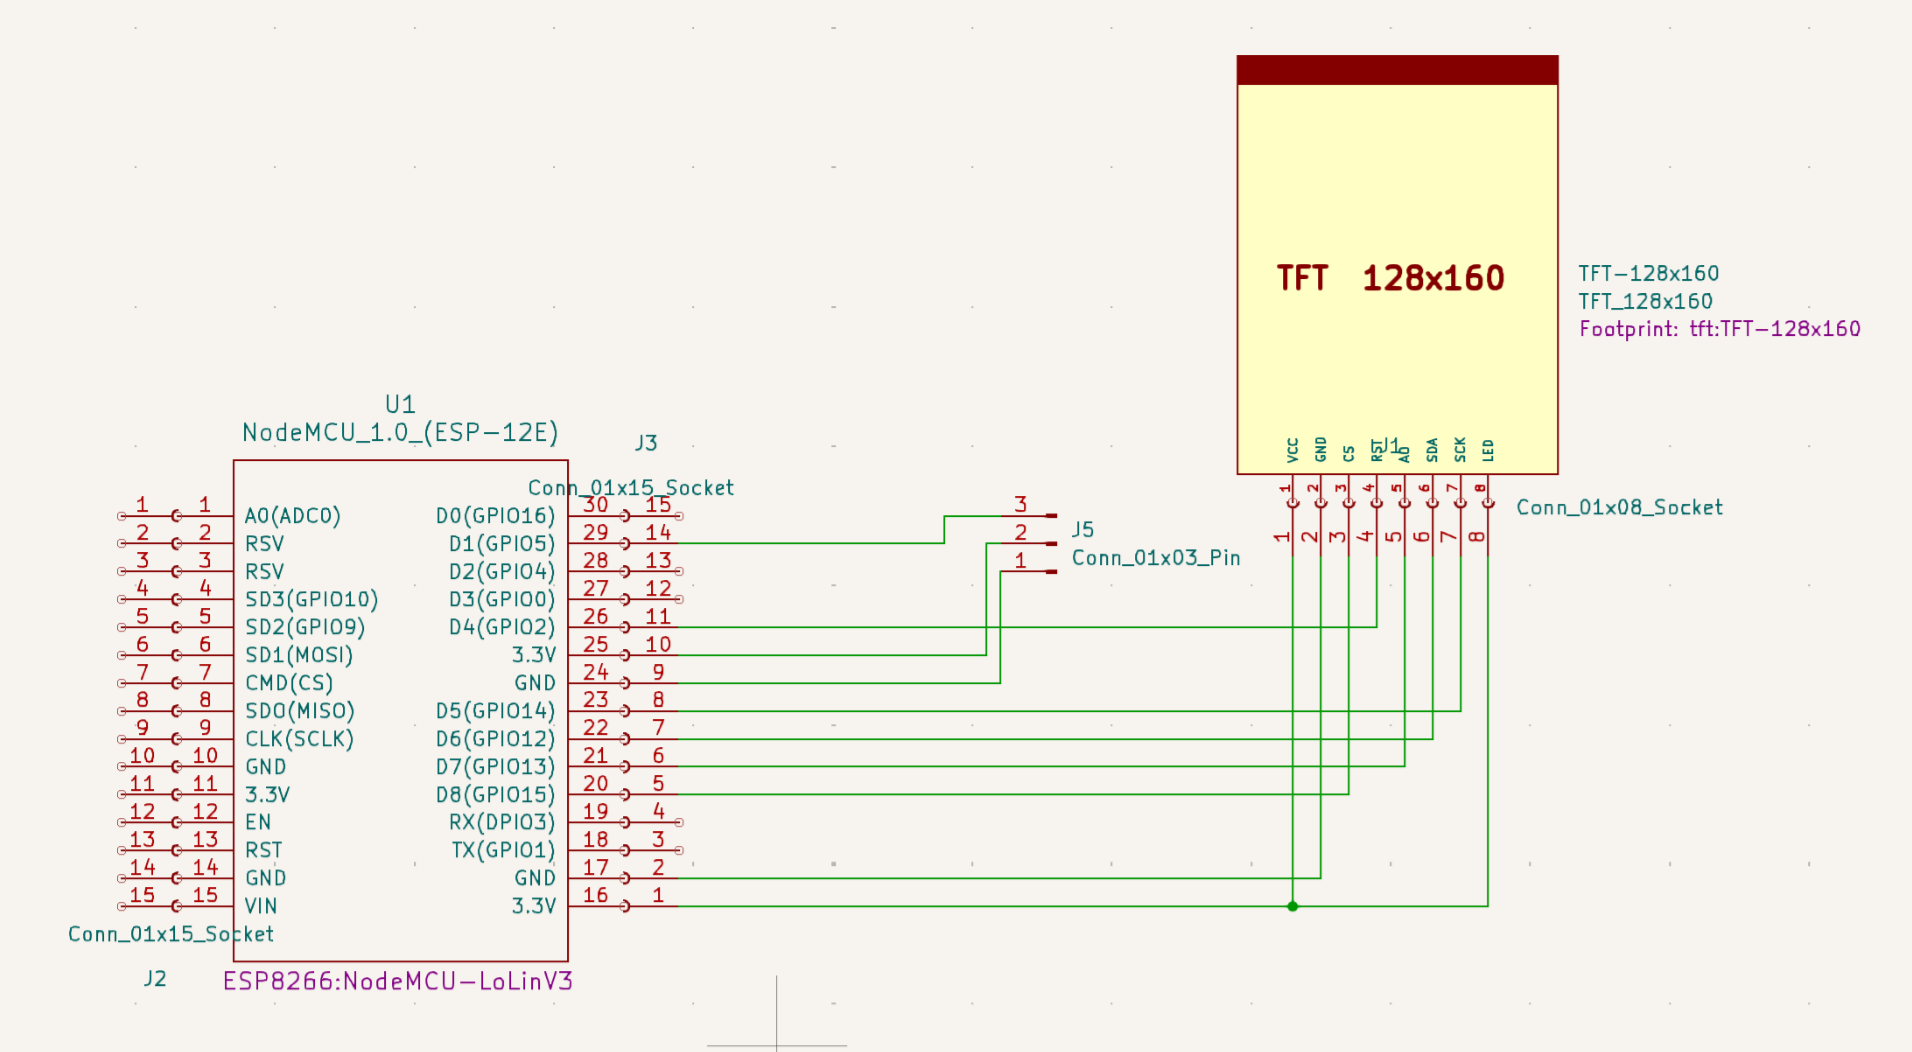 TFT 128x160
TFT-128x160
TFT_128x160
Footprint: tft:TFT-128x160
VCC GND CS RST J1 A0 SDA SCK LED
1 2 3 4 5 6 7 8
Conn_01x08_Socket
1 2 3 4 5 6 7 8
U1
NodeMCU_1.0_(ESP-12E)
J3
Conn_01x15_Socket
1 1 A0(ADC0) D0(GPIO16) 30 15
2 2 RSV D1(GPIO5) 29 14
3 3 RSV D2(GPIO4) 28 13
4 4 SD3(GPIO10) D3(GPIO0) 27 12
5 5 SD2(GPIO9) D4(GPIO2) 26 11
6 6 SD1(MOSI) 3.3V 25 10
7 7 CMD(CS) GND 24 9
8 8 SD0(MISO) D5(GPIO14) 23 8
9 9 CLK(SCLK) D6(GPIO12) 22 7
10 10 GND D7(GPIO13) 21 6
11 11 3.3V D8(GPIO15) 20 5
12 12 EN RX(DPIO3) 19 4
13 13 RST TX(GPIO1) 18 3
14 14 GND GND 17 2
15 15 VIN 3.3V 16 1
Conn_01x15_Socket
J2
ESP8266:NodeMCU-LoLinV3
3
2
1
J5
Conn_01x03_Pin